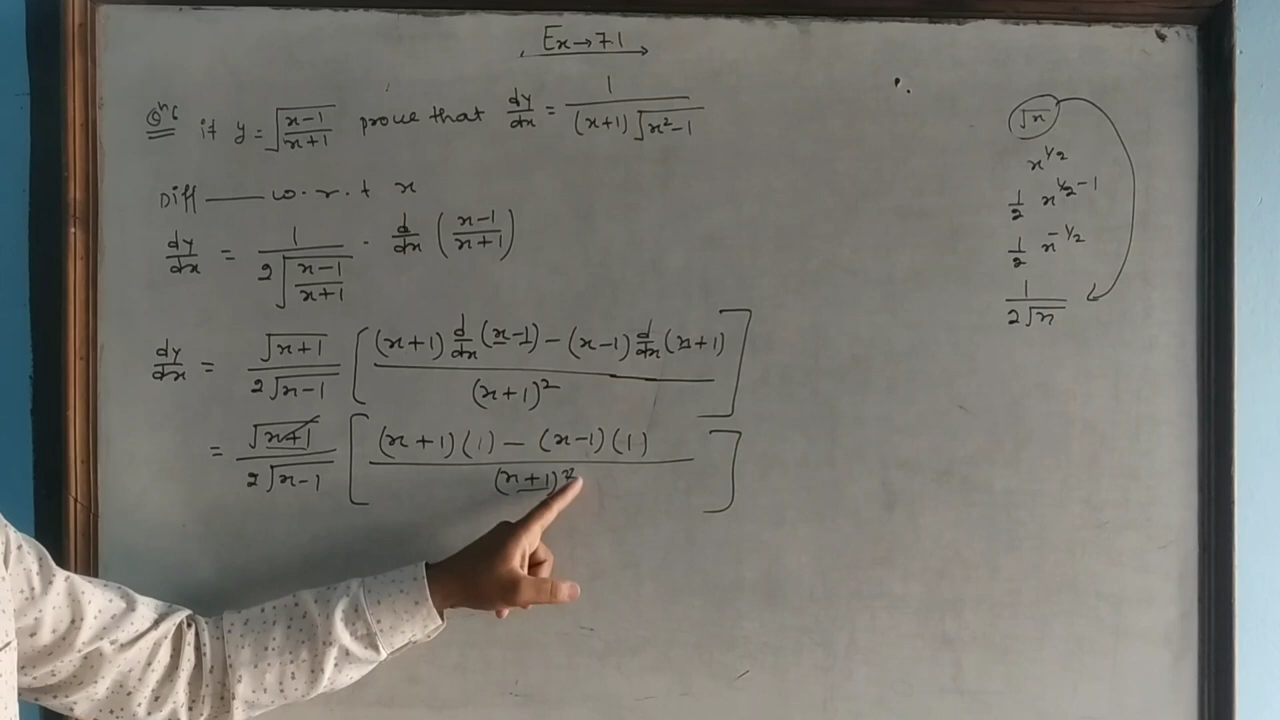 Ex→7.1
Qn6 if y = √((x-1)/(x+1)) prove that dy/dx = 1/((x+1)√(x²-1))
Diff —— w.r.t x
dy/dx = 1/(2√((x-1)/(x+1))) · d/dx ((x-1)/(x+1))
dy/dx = √(x+1)/(2√(x-1)) [((x+1) d/dx (x-1) - (x-1) d/dx (x+1))/(x+1)²]
= √(x+1)/(2√(x-1)) [((x+1)(1) - (x-1)(1))/(x+1)²]
√x
x^1/2
1/2 x^1/2-1
1/2 x^-1/2
1/(2√x)